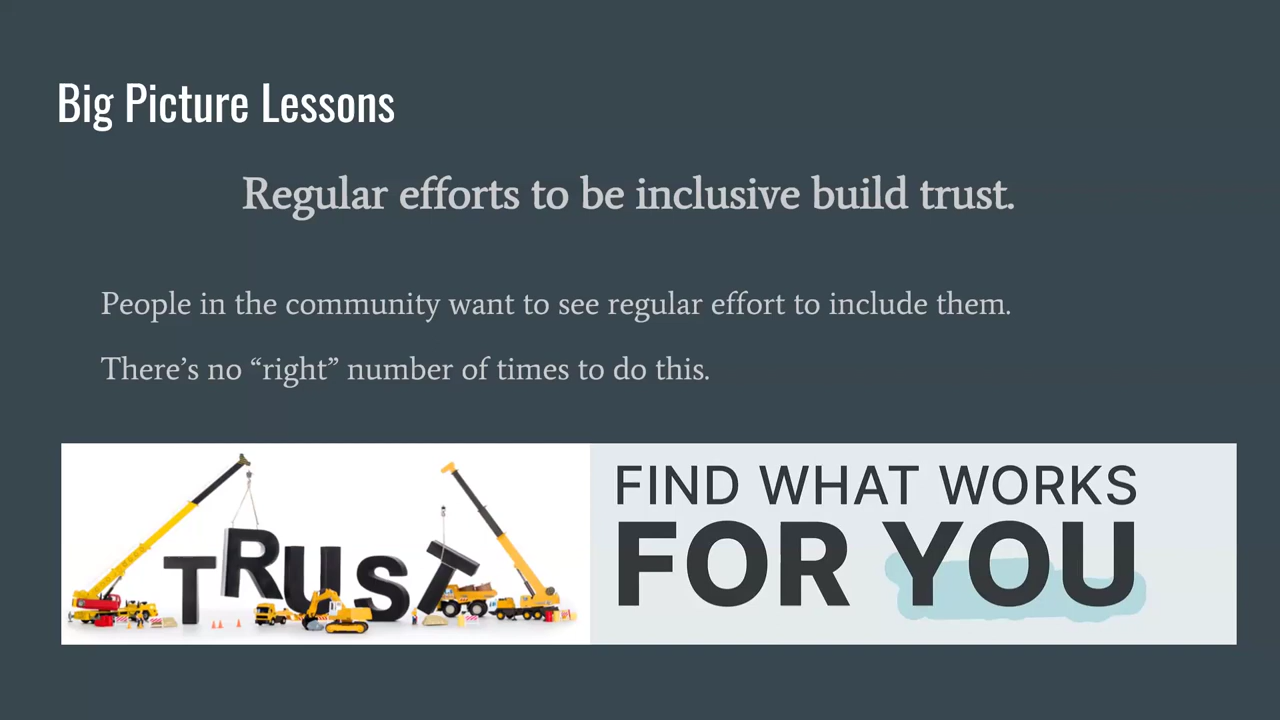 Big Picture Lessons
Regular efforts to be inclusive build trust.
People in the community want to see regular effort to include them.
There’s no “right” number of times to do this.
TRUST
FIND WHAT WORKS
FOR YOU